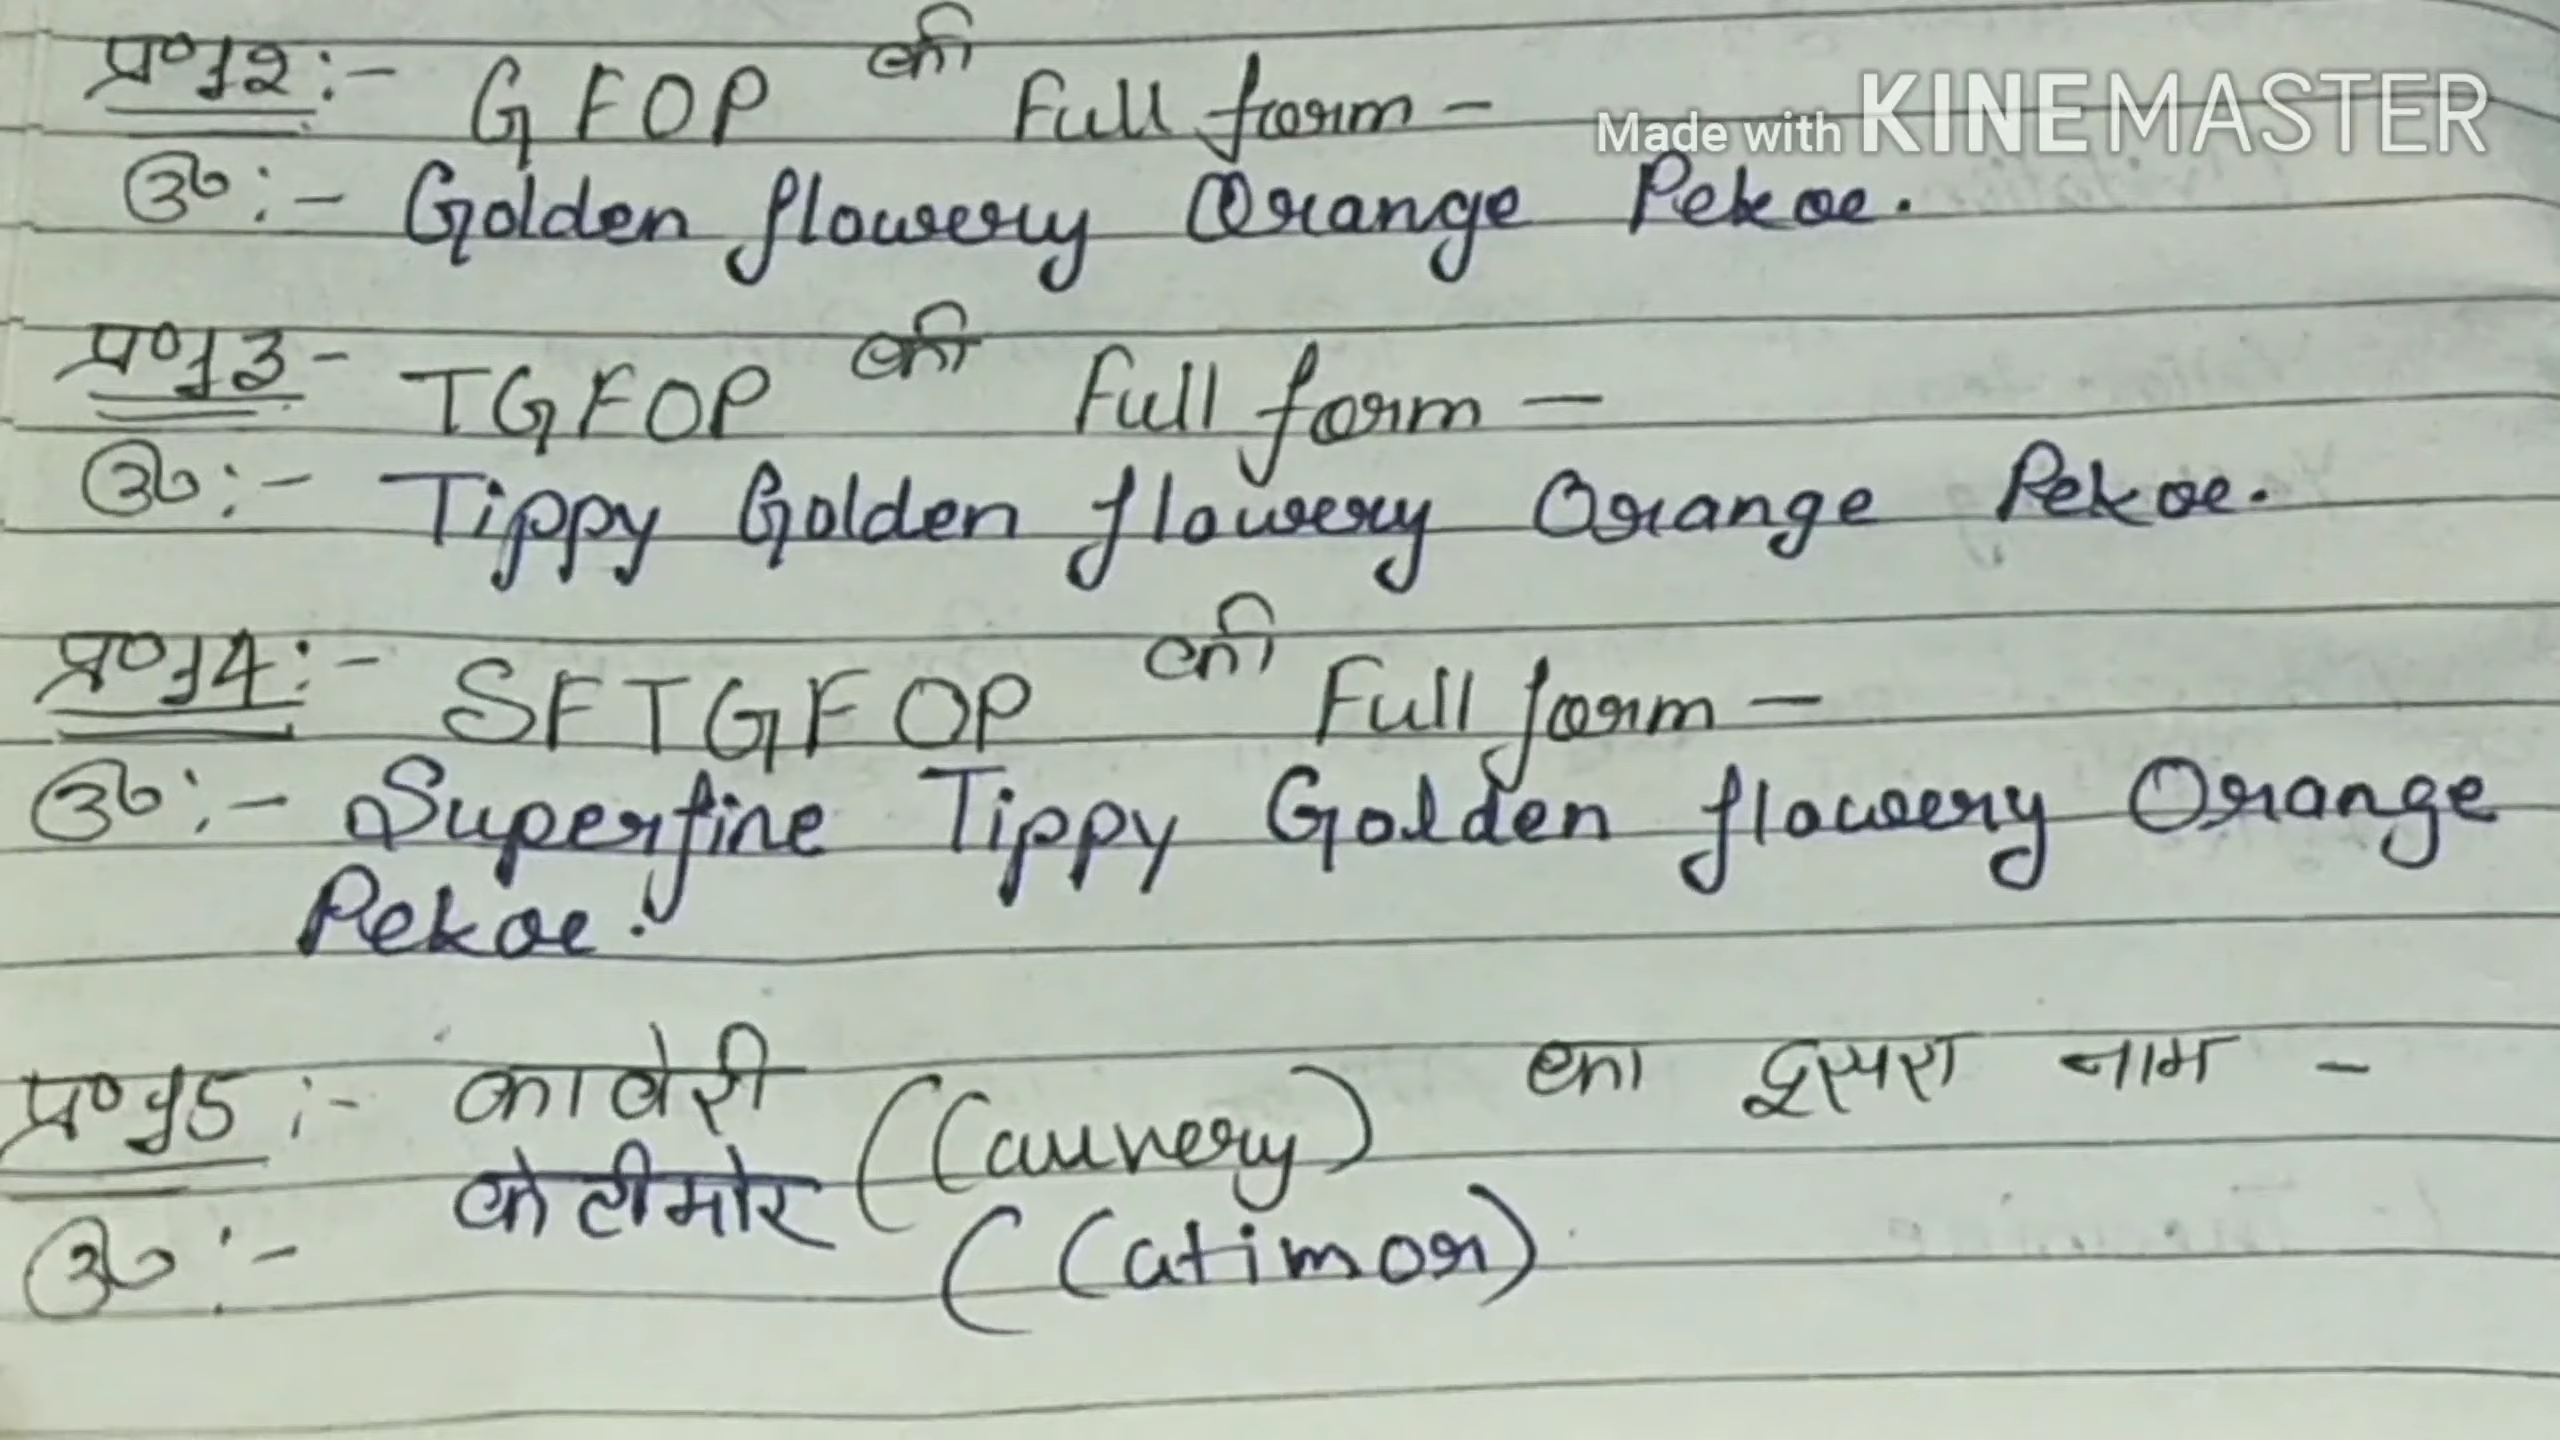 प्र०12:- GFOP की Full form -
Made with KINEMASTER
उ०:- Golden flowery Orange Pekoe.
प्र०13- TGFOP की Full form -
उ०:- Tippy Golden flowery Orange Pekoe.
प्र०14:- SFTGFOP की Full form -
उ०:- Superfine Tippy Golden flowery Orange
Pekoe.
प्र०15:- कावेरी (Cauvery) का दूसरा नाम -
उ०:- केटीमोर (Catimor)